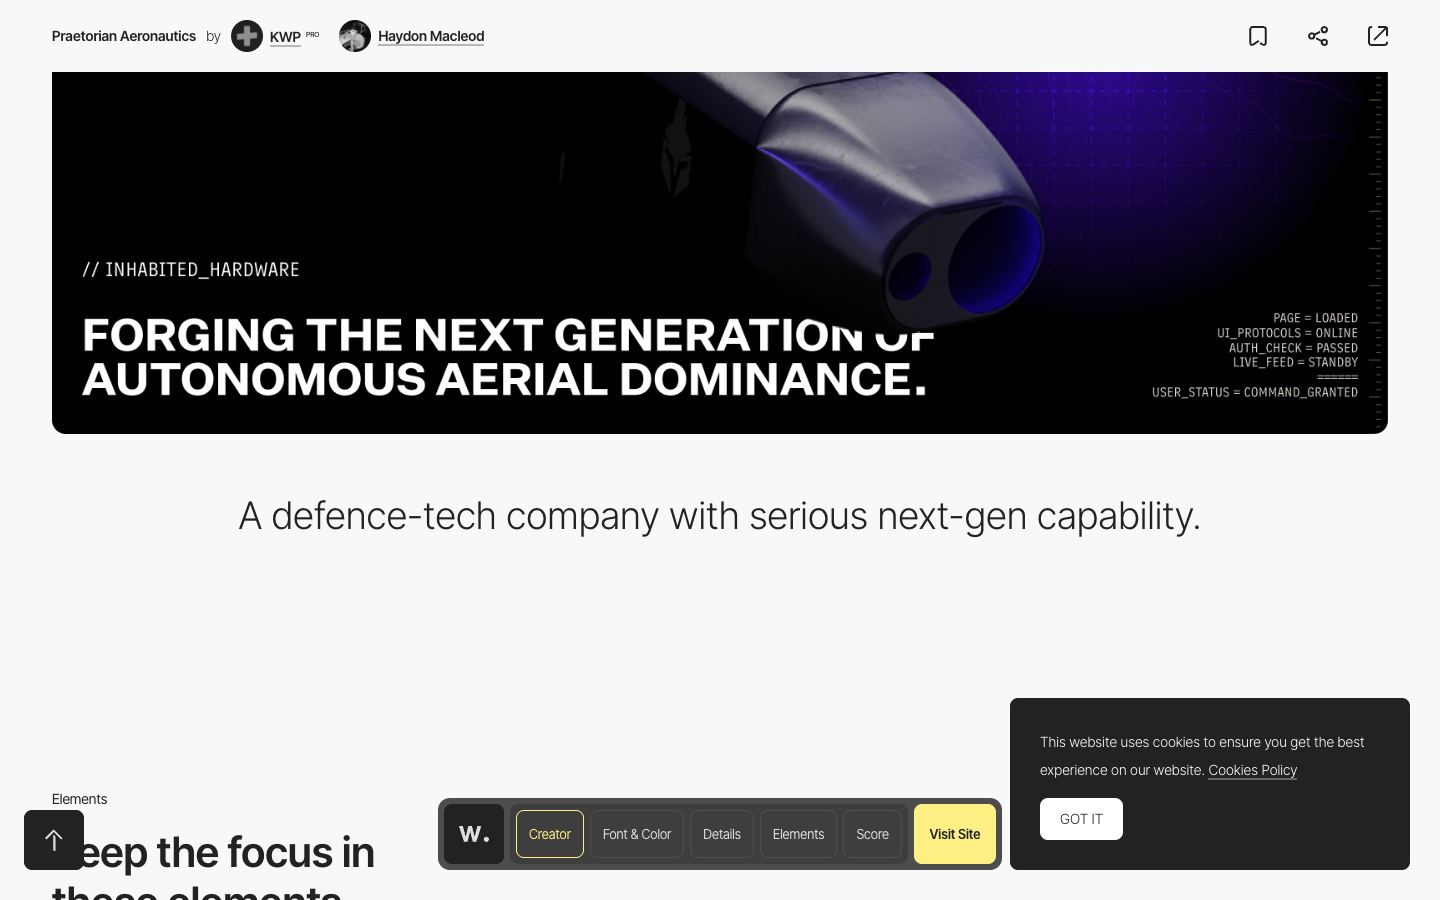 Praetorian Aeronautics by KWP PRO Haydon Macleod
// INHABITED_HARDWARE
FORGING THE NEXT GENERATION OF
AUTONOMOUS AERIAL DOMINANCE.
PAGE = LOADED
UI_PROTOCOLS = ONLINE
AUTH_CHECK = PASSED
LIVE_FEED = STANDBY
======
USER_STATUS = COMMAND_GRANTED
A defence-tech company with serious next-gen capability.
This website uses cookies to ensure you get the best
experience on our website. Cookies Policy
GOT IT
Elements
eep the focus in
these elements
W. Creator Font & Color Details Elements Score Visit Site